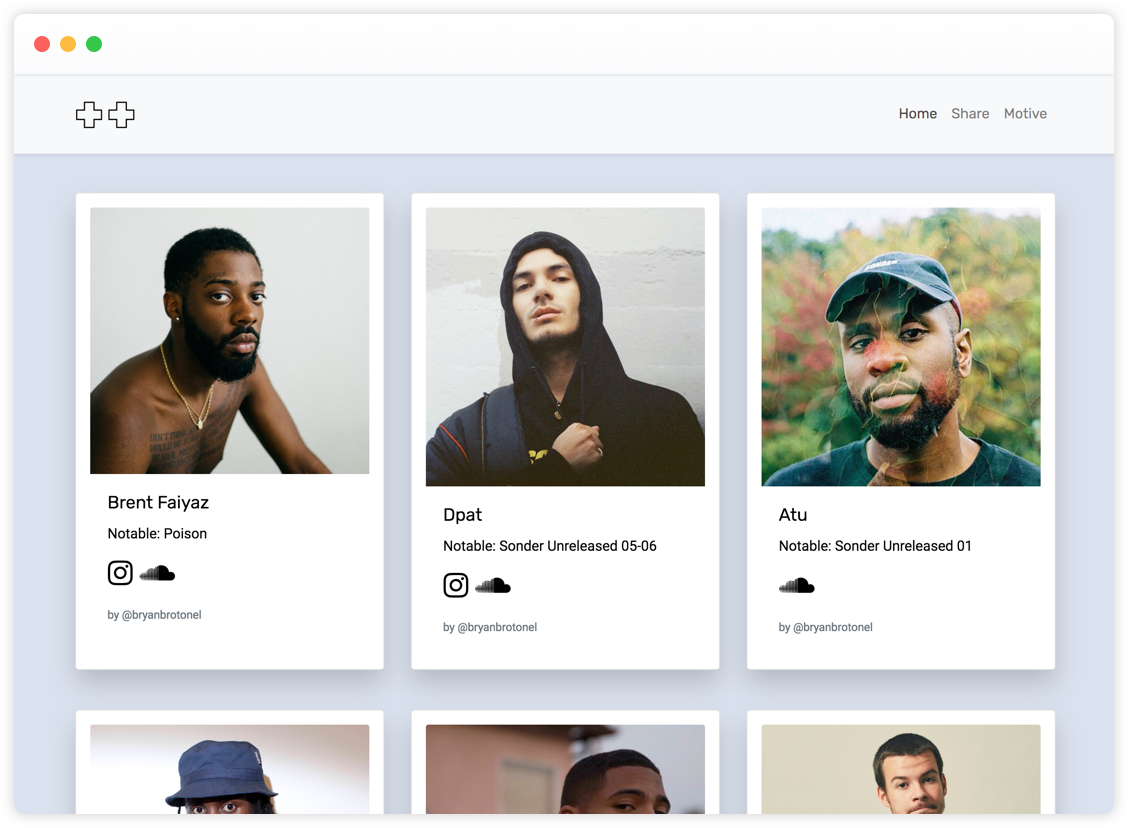 Home Share Motive
Brent Faiyaz
Notable: Poison
by @bryanbrotonel
Dpat
Notable: Sonder Unreleased 05-06
by @bryanbrotonel
Atu
Notable: Sonder Unreleased 01
by @bryanbrotonel